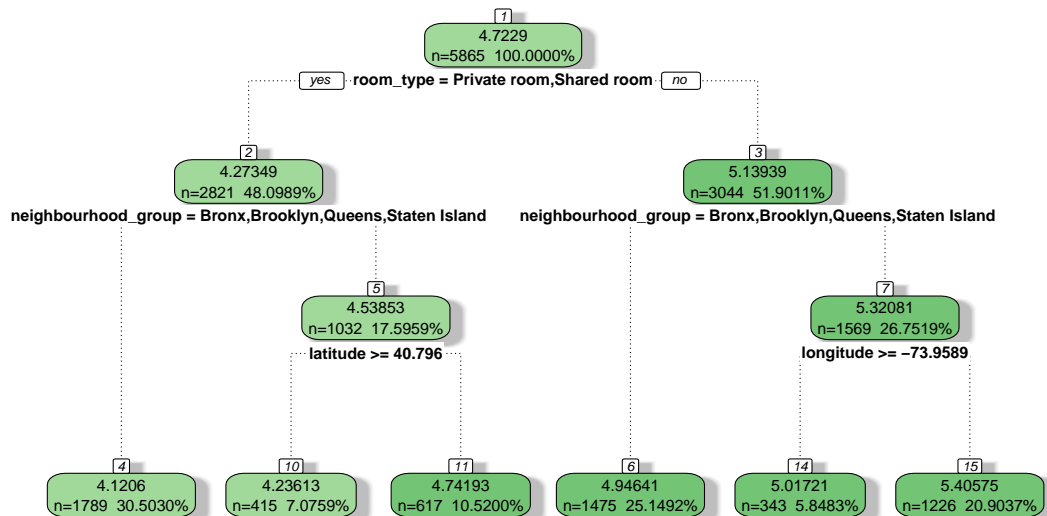 1
4.7229
n=5865 100.0000%
yes room_type = Private room,Shared room no
2
4.27349
n=2821 48.0989%
3
5.13939
n=3044 51.9011%
neighbourhood_group = Bronx,Brooklyn,Queens,Staten Island
neighbourhood_group = Bronx,Brooklyn,Queens,Staten Island
5
4.53853
n=1032 17.5959%
7
5.32081
n=1569 26.7519%
latitude >= 40.796
longitude >= −73.9589
4
4.1206
n=1789 30.5030%
10
4.23613
n=415 7.0759%
11
4.74193
n=617 10.5200%
6
4.94641
n=1475 25.1492%
14
5.01721
n=343 5.8483%
15
5.40575
n=1226 20.9037%